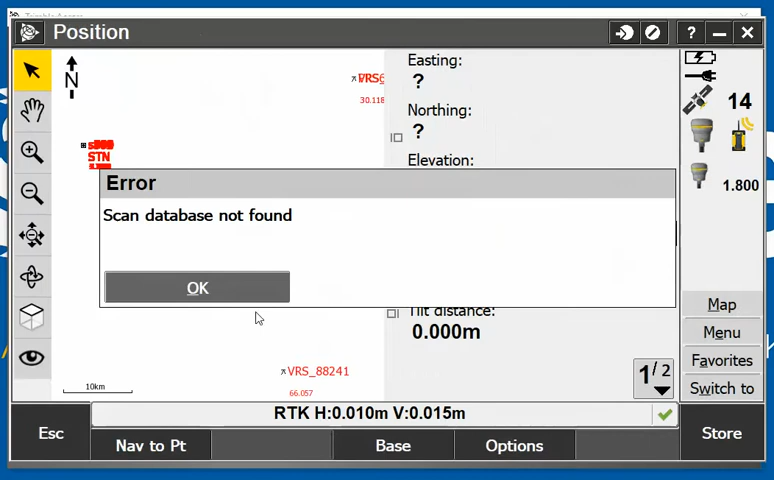 Position
?
N
VRS
30.118
STN
Easting:
?
Northing:
?
Elevation:
14
1.800
Error
Scan database not found
OK
Tilt distance:
0.000m
VRS_88241
66.057
10km
1/2
Map
Menu
Favorites
Switch to
RTK H:0.010m V:0.015m
Esc
Nav to Pt
Base
Options
Store